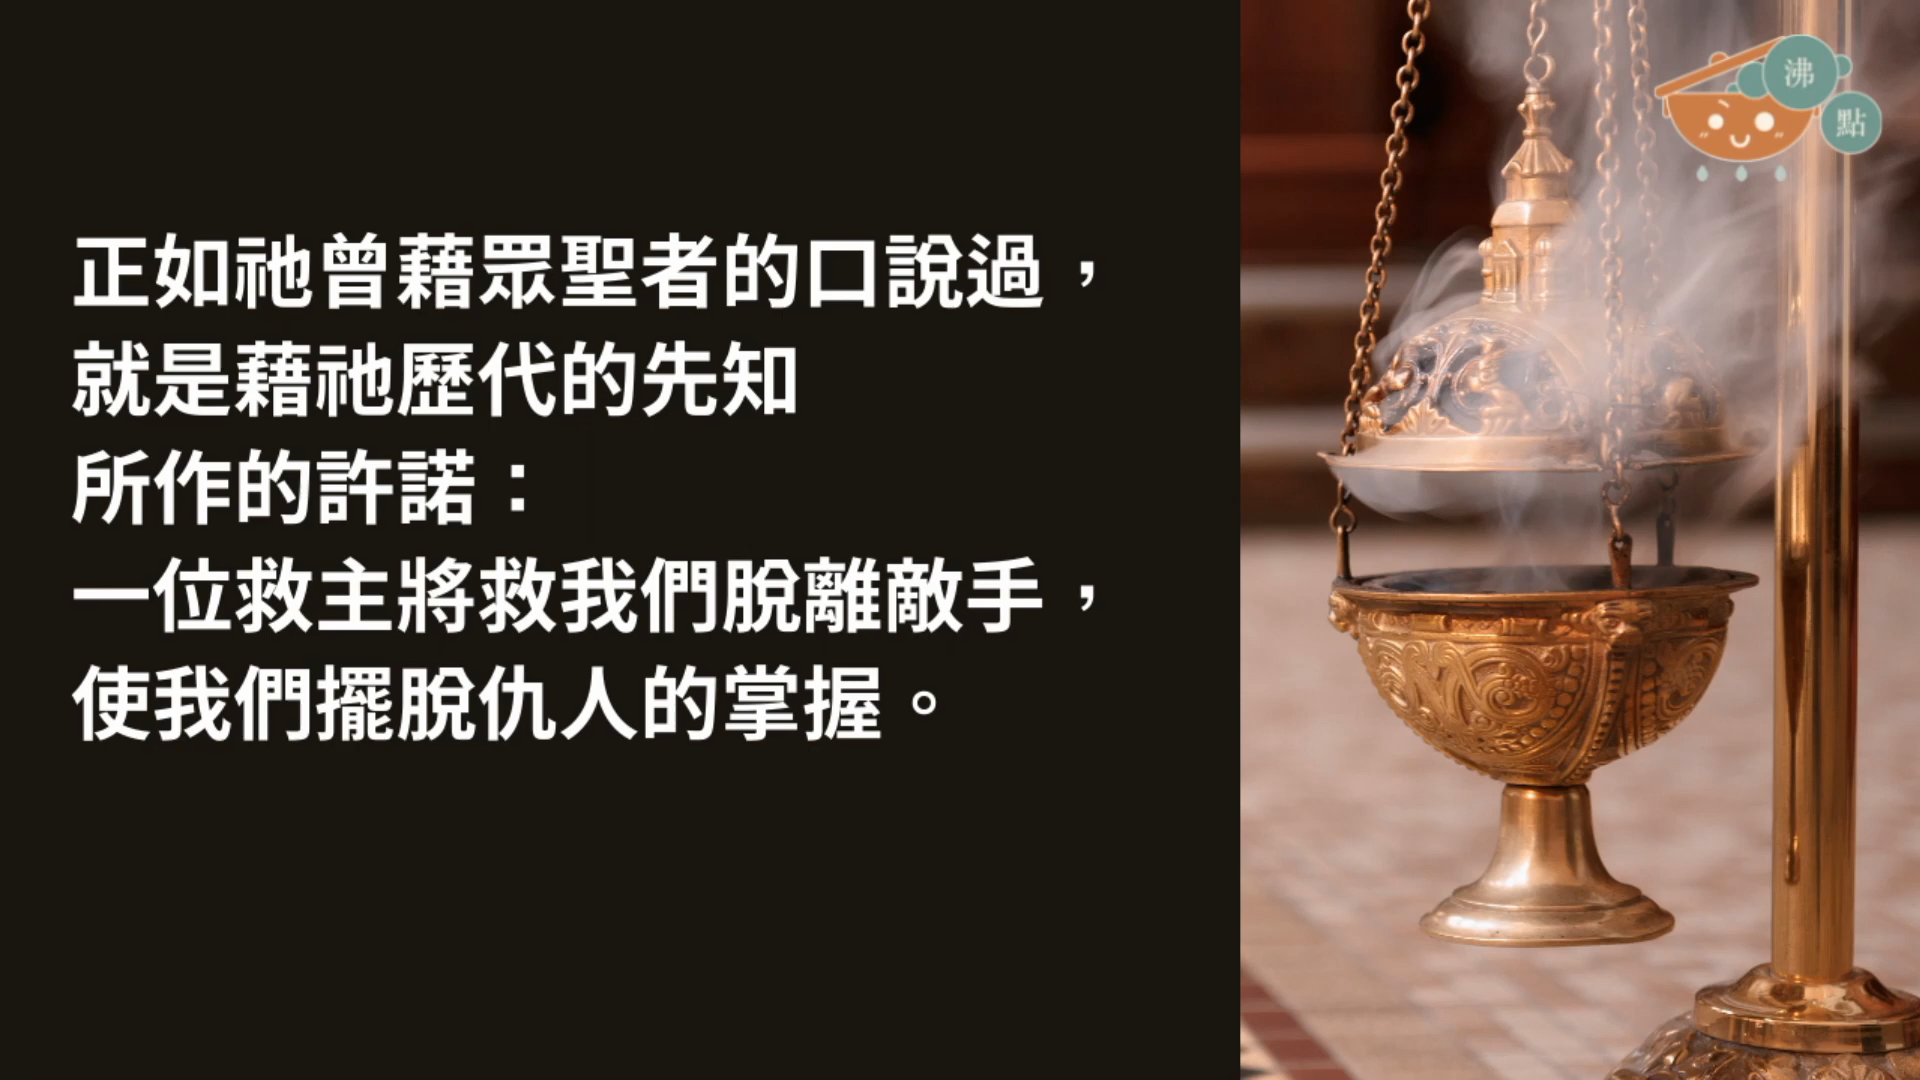 沸
點
正如祂曾藉眾聖者的口說過，
就是藉祂歷代的先知
所作的許諾：
一位救主將救我們脫離敵手，
使我們擺脫仇人的掌握。